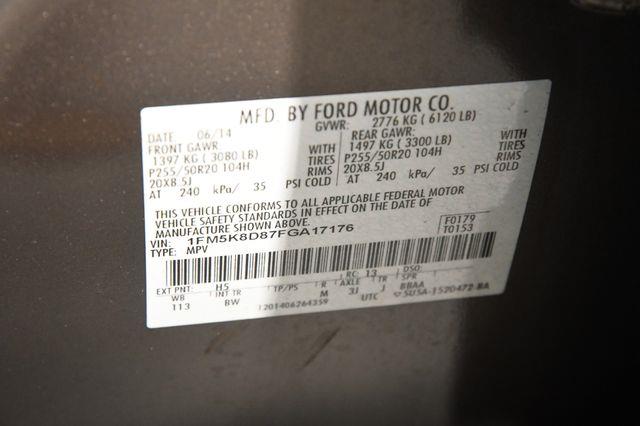 MFD. BY FORD MOTOR CO.
DATE 06/14 GVWR: 2776 KG (6120 LB)
FRONT GAWR REAR GAWR:
1397 KG (3080 LB) WITH 1497 KG (3300 LB) WITH
P255/50R20 104H TIRES P255/50R20 104H TIRES
20X8.5J RIMS 20X8.5J RIMS
AT 240 kPa/ 35 PSI COLD AT 240 kPa/ 35 PSI COLD
THIS VEHICLE CONFORMS TO ALL APPLICABLE FEDERAL MOTOR
VEHICLE SAFETY STANDARDS IN EFFECT ON THE DATE OF
MANUFACTURE SHOWN ABOVE. F0179
VIN: 1FM5K8D87FGA17176 T0153
TYPE: MPV
EXT PNT: H5 RC: 13 DSO:
WB INT TR TP/PS R AXLE TR SPR
113 BW M 3J J BBAA
1201406264359 UTC 5U5A-1520472-BA